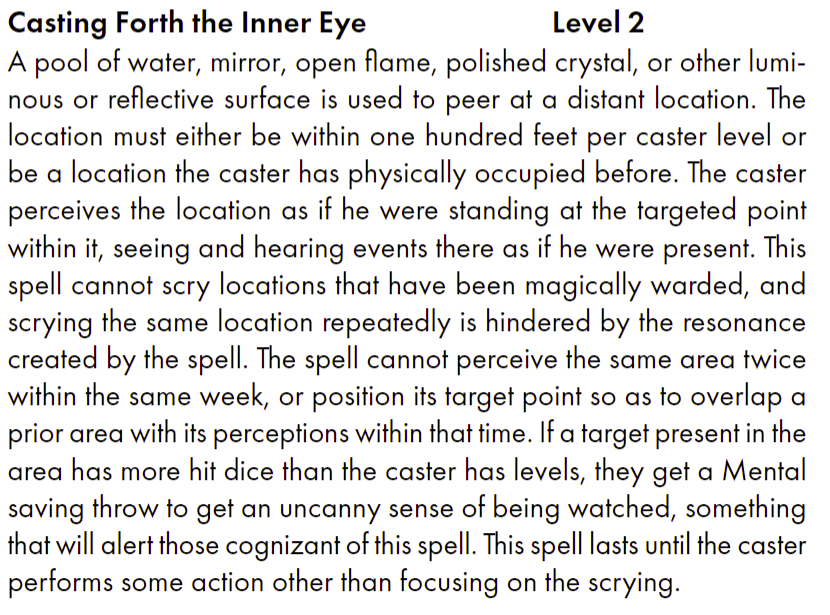 Casting Forth the Inner Eye Level 2
A pool of water, mirror, open flame, polished crystal, or other lumi-
nous or reflective surface is used to peer at a distant location. The
location must either be within one hundred feet per caster level or
be a location the caster has physically occupied before. The caster
perceives the location as if he were standing at the targeted point
within it, seeing and hearing events there as if he were present. This
spell cannot scry locations that have been magically warded, and
scrying the same location repeatedly is hindered by the resonance
created by the spell. The spell cannot perceive the same area twice
within the same week, or position its target point so as to overlap a
prior area with its perceptions within that time. If a target present in the
area has more hit dice than the caster has levels, they get a Mental
saving throw to get an uncanny sense of being watched, something
that will alert those cognizant of this spell. This spell lasts until the caster
performs some action other than focusing on the scrying.